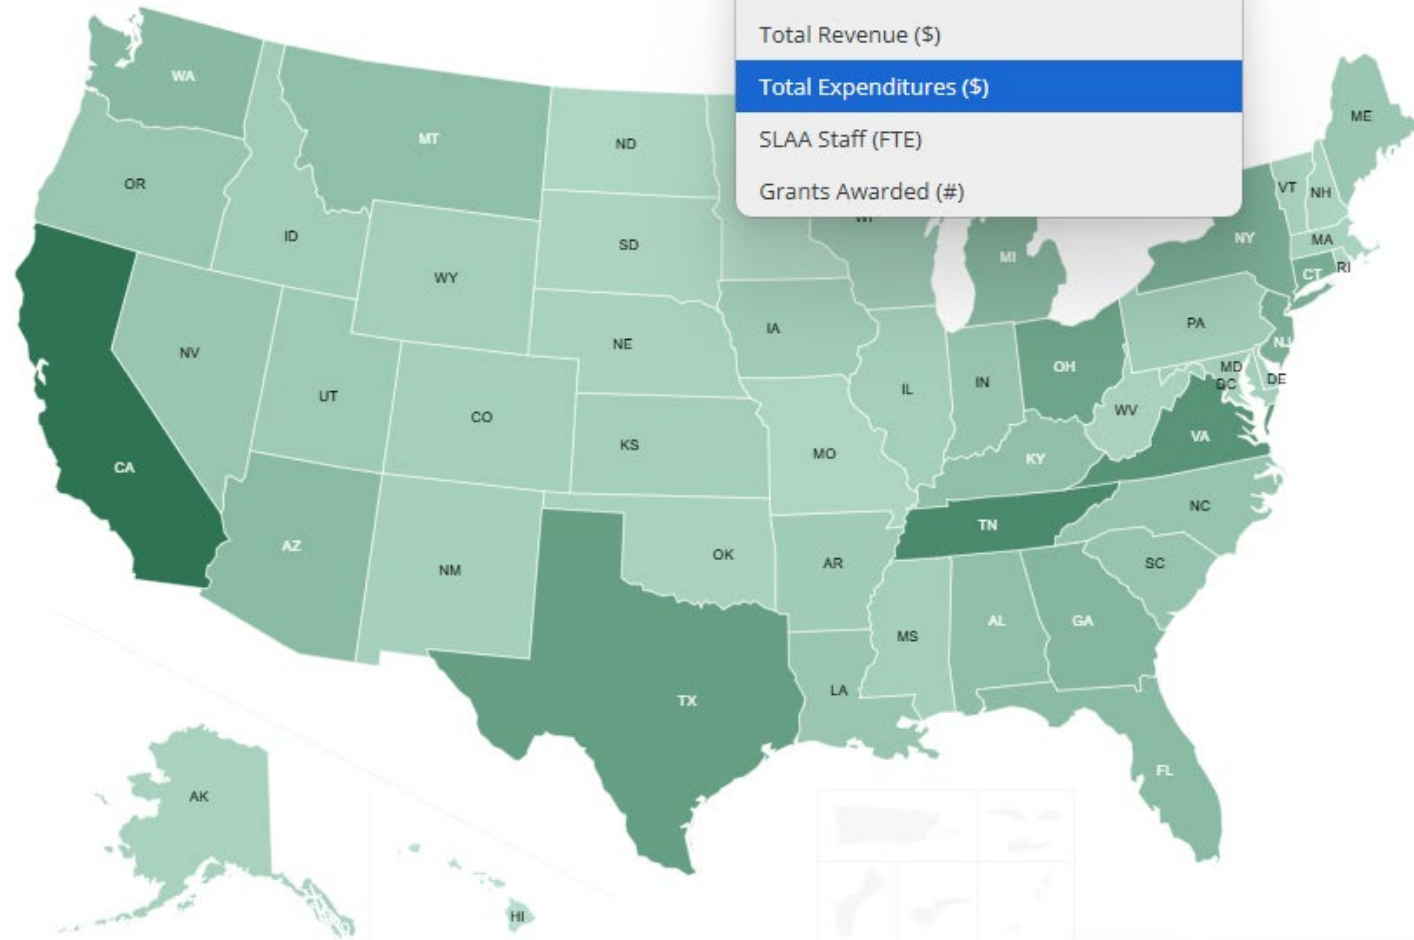 Total Revenue ($)
Total Expenditures ($)
SLAA Staff (FTE)
Grants Awarded (#)
WA
MT
ND
ME
OR
ID
SD
WY
VT
NH
NY
MA
MI
CT
RI
NV
UT
CO
NE
IA
PA
NJ
IL
IN
OH
MD
DC
DE
WV
VA
KS
MO
KY
CA
AZ
NM
OK
AR
TN
NC
SC
TX
MS
AL
GA
LA
FL
AK
HI